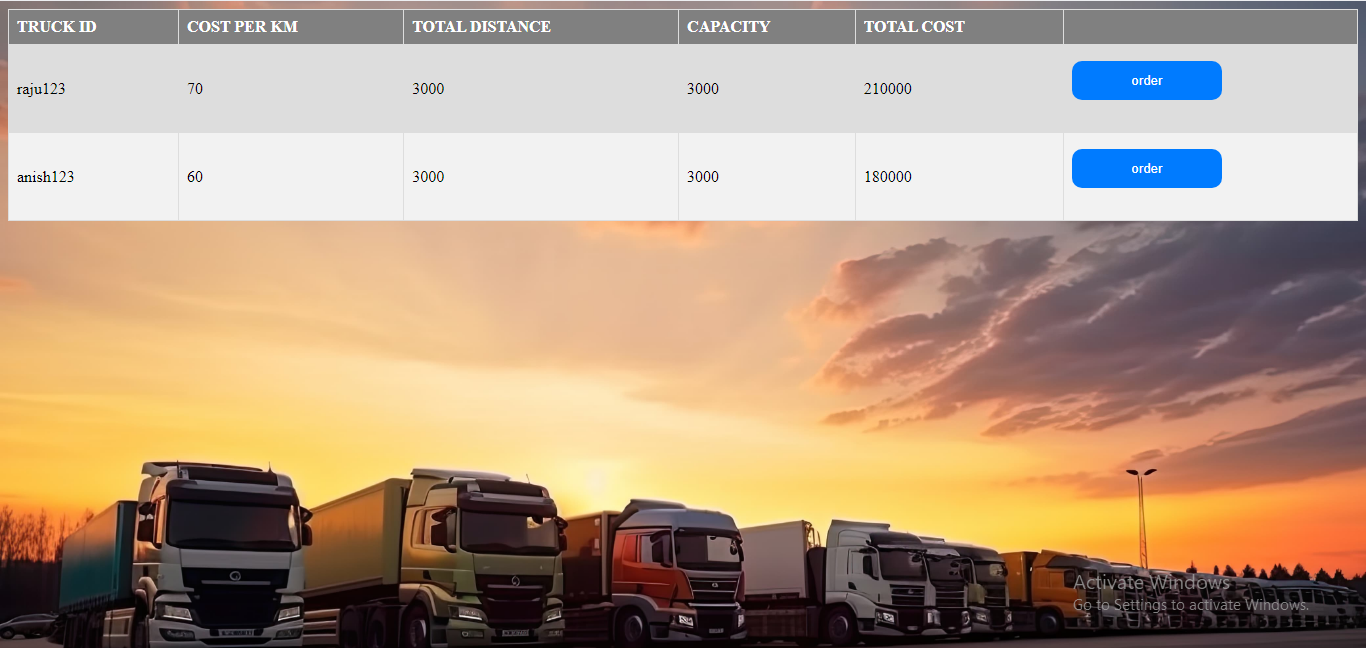 TRUCK ID COST PER KM TOTAL DISTANCE CAPACITY TOTAL COST
raju123 70 3000 3000 210000 order
anish123 60 3000 3000 180000 order
Activate Windows
Go to Settings to activate Windows.